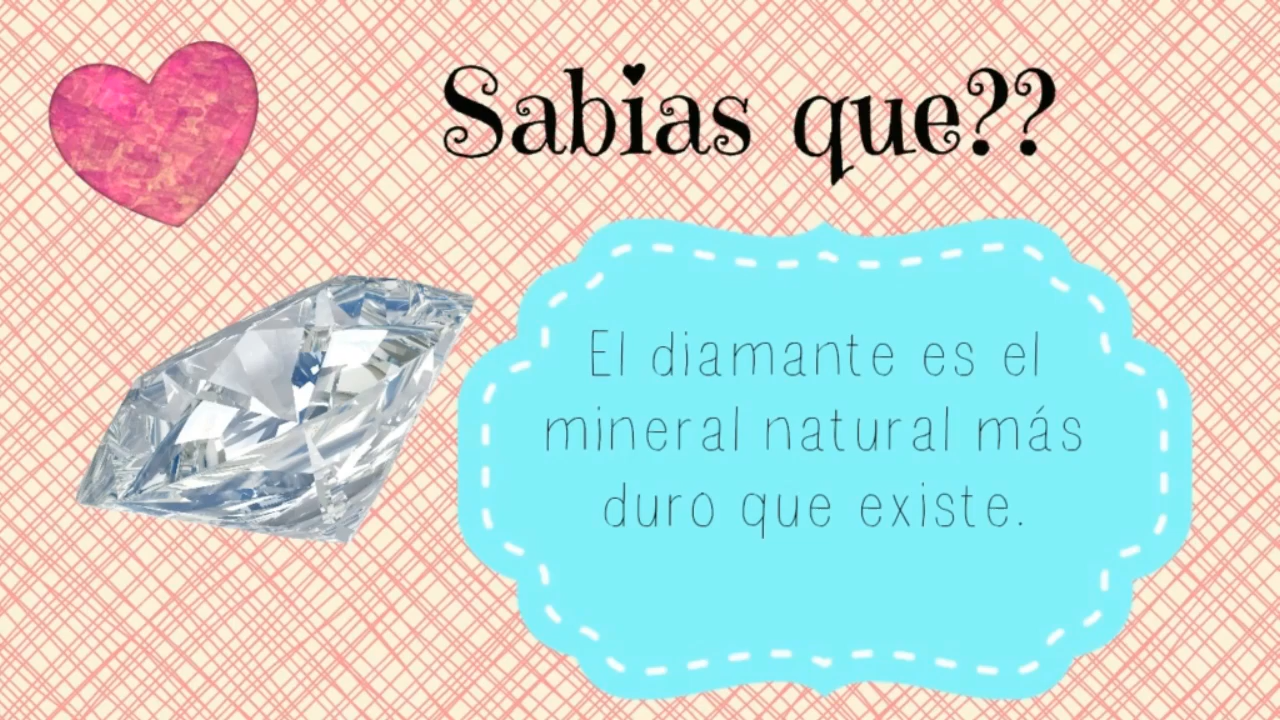 Sabias que??
El diamante es el
mineral natural más
duro que existe.